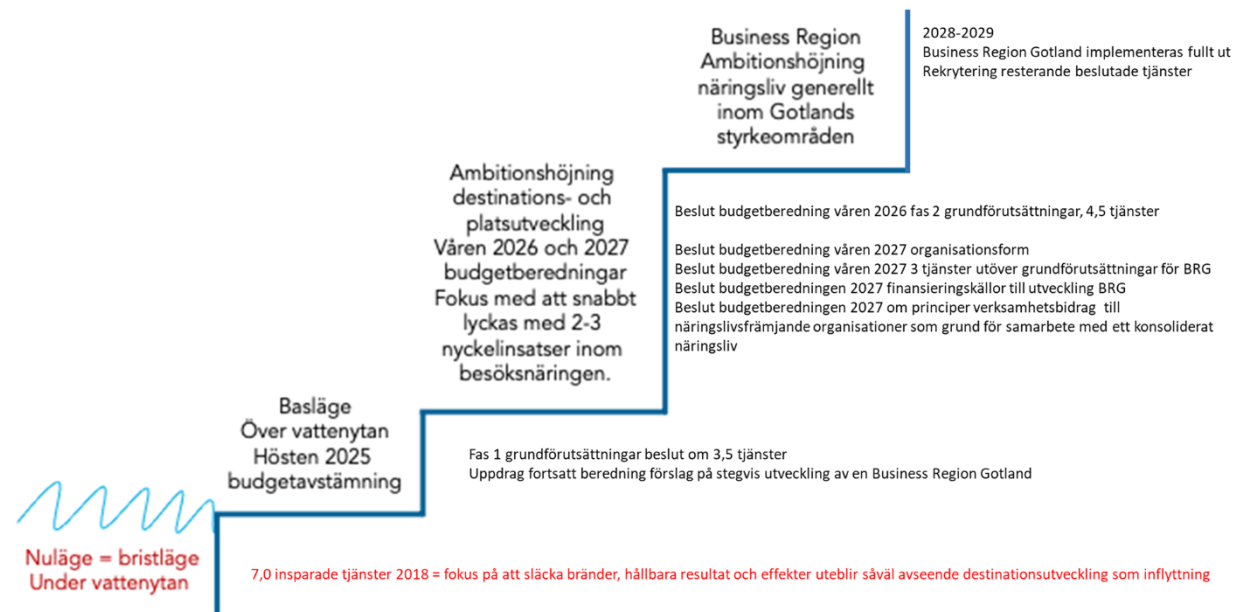 2028-2029
Business Region Gotland implementeras fullt ut
Rekrytering resterande beslutade tjänster
Business Region
Ambitionshöjning
näringsliv generellt
inom Gotlands
styrkeområden
Ambitionshöjning
destinations- och
platsutveckling
Våren 2026 och 2027
budgetberedningar
Fokus med att snabbt
lyckas med 2-3
nyckelinsatser inom
besöksnäringen.
Beslut budgetberedning våren 2026 fas 2 grundförutsättningar, 4,5 tjänster
Beslut budgetberedning våren 2027 organisationsform
Beslut budgetberedning våren 2027 3 tjänster utöver grundförutsättningar för BRG
Beslut budgetberedningen 2027 finansieringskällor till utveckling BRG
Beslut budgetberedningen 2027 om principer verksamhetsbidrag till
näringslivsfrämjande organisationer som grund för samarbete med ett konsoliderat
näringsliv
Basläge
Över vattenytan
Hösten 2025
budgetavstämning
Fas 1 grundförutsättningar beslut om 3,5 tjänster
Uppdrag fortsatt beredning förslag på stegvis utveckling av en Business Region Gotland
Nuläge = bristläge
Under vattenytan
7,0 insparade tjänster 2018 = fokus på att släcka bränder, hållbara resultat och effekter uteblir såväl avseende destinationsutveckling som inflyttning